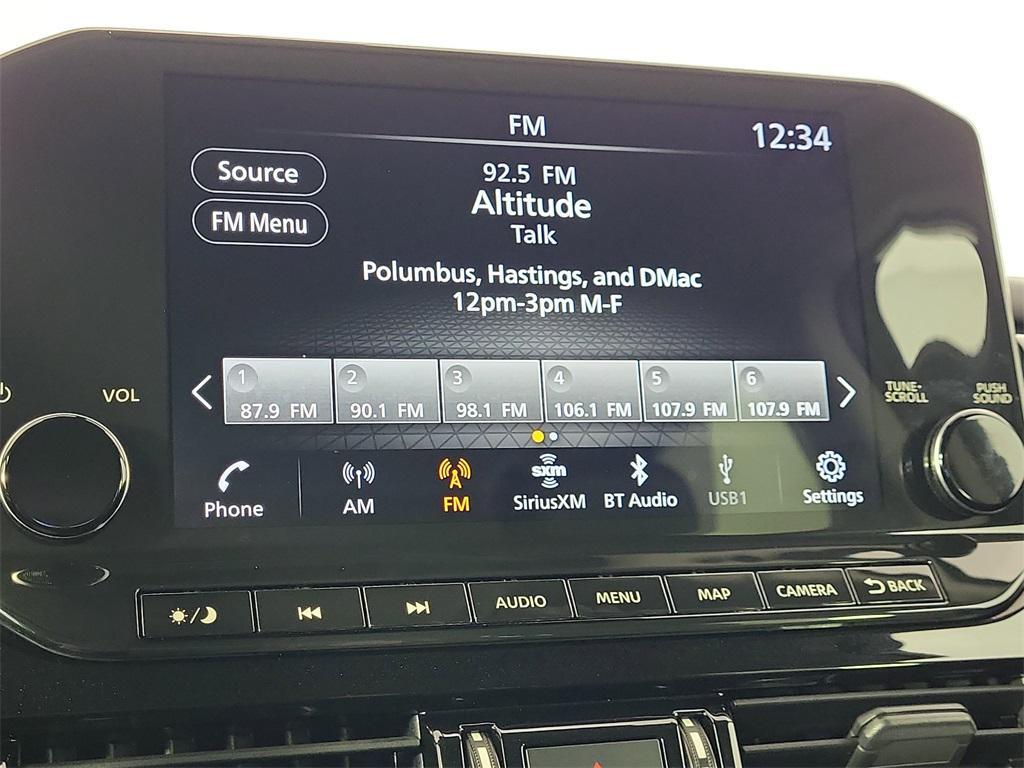 FM
12:34
Source
92.5 FM
Altitude
FM Menu
Talk
Polumbus, Hastings, and DMac
12pm-3pm M-F
1 2 3 4 5 6
87.9 FM 90.1 FM 98.1 FM 106.1 FM 107.9 FM 107.9 FM
VOL
TUNE-
SCROLL
PUSH
SOUND
Phone AM FM sxm SiriusXM BT Audio USB1 Settings
AUDIO MENU MAP CAMERA BACK